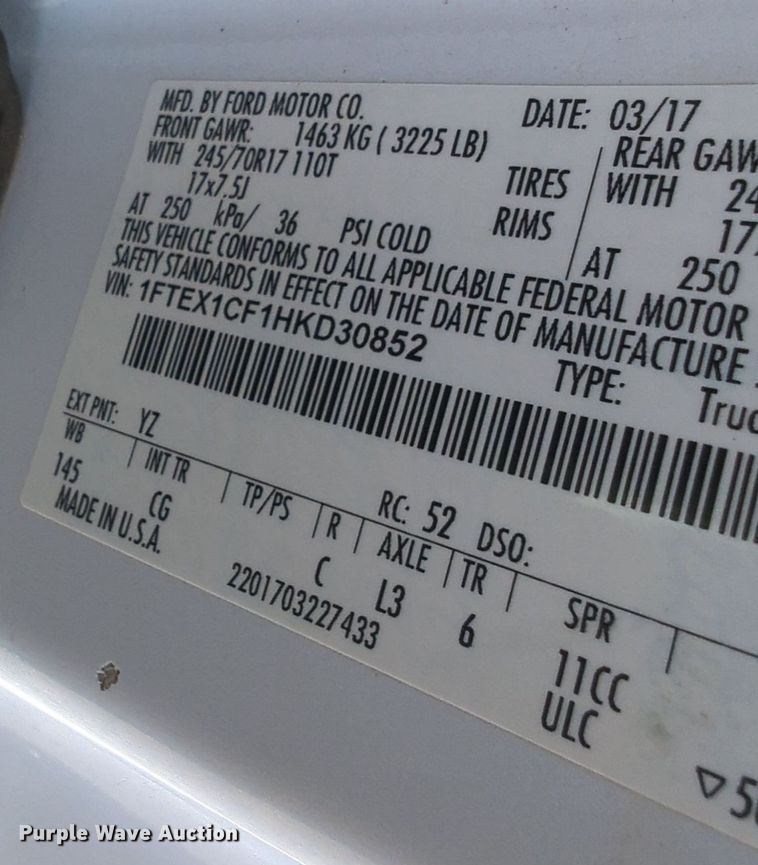 MFD. BY FORD MOTOR CO.
DATE: 03/17
FRONT GAWR: 1463 KG ( 3225 LB)
REAR GAW
WITH 245/70R17 110T TIRES
WITH 24
17x7.5J RIMS
17
AT 250 kPa/ 36 PSI COLD
AT 250
THIS VEHICLE CONFORMS TO ALL APPLICABLE FEDERAL MOTOR
SAFETY STANDARDS IN EFFECT ON THE DATE OF MANUFACTURE
VIN: 1FTEX1CF1HKD30852
TYPE: Truc
EXT PNT: YZ
RC: 52 DSO:
WB INT TR TP/PS R AXLE TR SPR
145 CG C L3 6 11CC
MADE IN U.S.A. 2201703227433 ULC
Purple Wave Auction